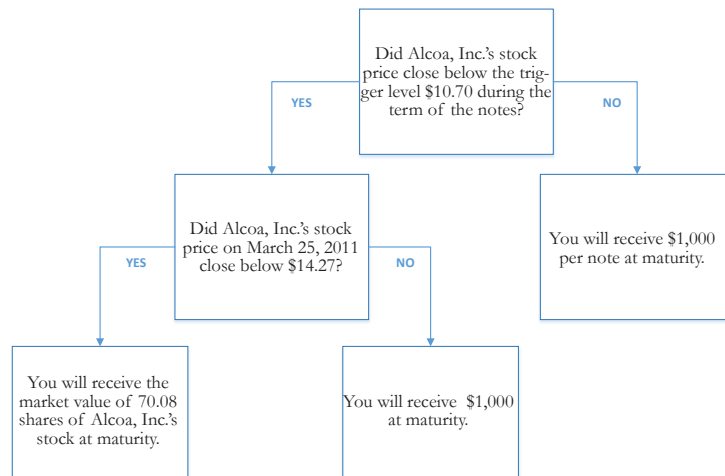 Did Alcoa, Inc.'s stock
price close below the trig-
ger level $10.70 during the
term of the notes?
YES
NO
Did Alcoa, Inc.'s stock
price on March 25, 2011
close below $14.27?
You will receive $1,000
per note at maturity.
YES
NO
You will receive the
market value of 70.08
shares of Alcoa, Inc.'s
stock at maturity.
You will receive $1,000
at maturity.